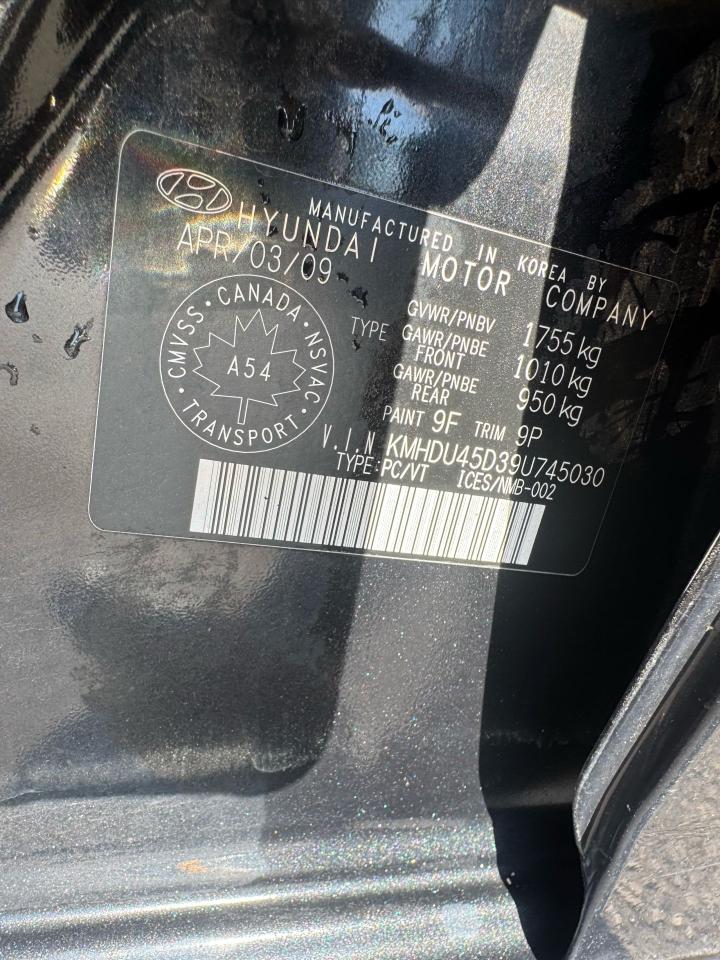 MANUFACTURED IN KOREA BY
HYUNDAI MOTOR COMPANY
APR/03/09
CMVSS • CANADA • NSVAC • TRANSPORT •
A54
GVWR/PNBV 1755 kg
TYPE GAWR/PNBE FRONT 1010 kg
GAWR/PNBE REAR 950 kg
PAINT 9F TRIM 9P
V.I.N KMHDU45D39U745030
TYPE:PC/VT ICES/NMB-002